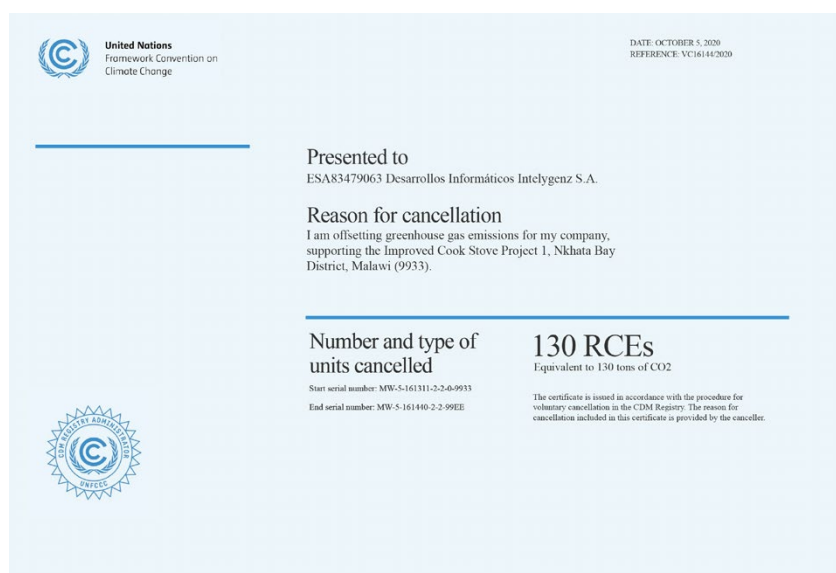 United Nations
Framework Convention on
Climate Change
DATE: OCTOBER 5, 2020
REFERENCE: VC16144/2020
Presented to
ESA83479063 Desarrollos Informáticos Intelygenz S.A.
Reason for cancellation
I am offsetting greenhouse gas emissions for my company,
supporting the Improved Cook Stove Project 1, Nkhata Bay
District, Malawi (9933).
Number and type of
units cancelled
Start serial number: MW-5-161311-2-2-0-9933
End serial number: MW-5-161440-2-2-99EE
130 RCEs
Equivalent to 130 tons of CO2
The certificate is issued in accordance with the procedure for
voluntary cancellation in the CDM Registry. The reason for
cancellation included in this certificate is provided by the canceller.
CDM REGISTRY ADMINISTRATOR
UNFCCC